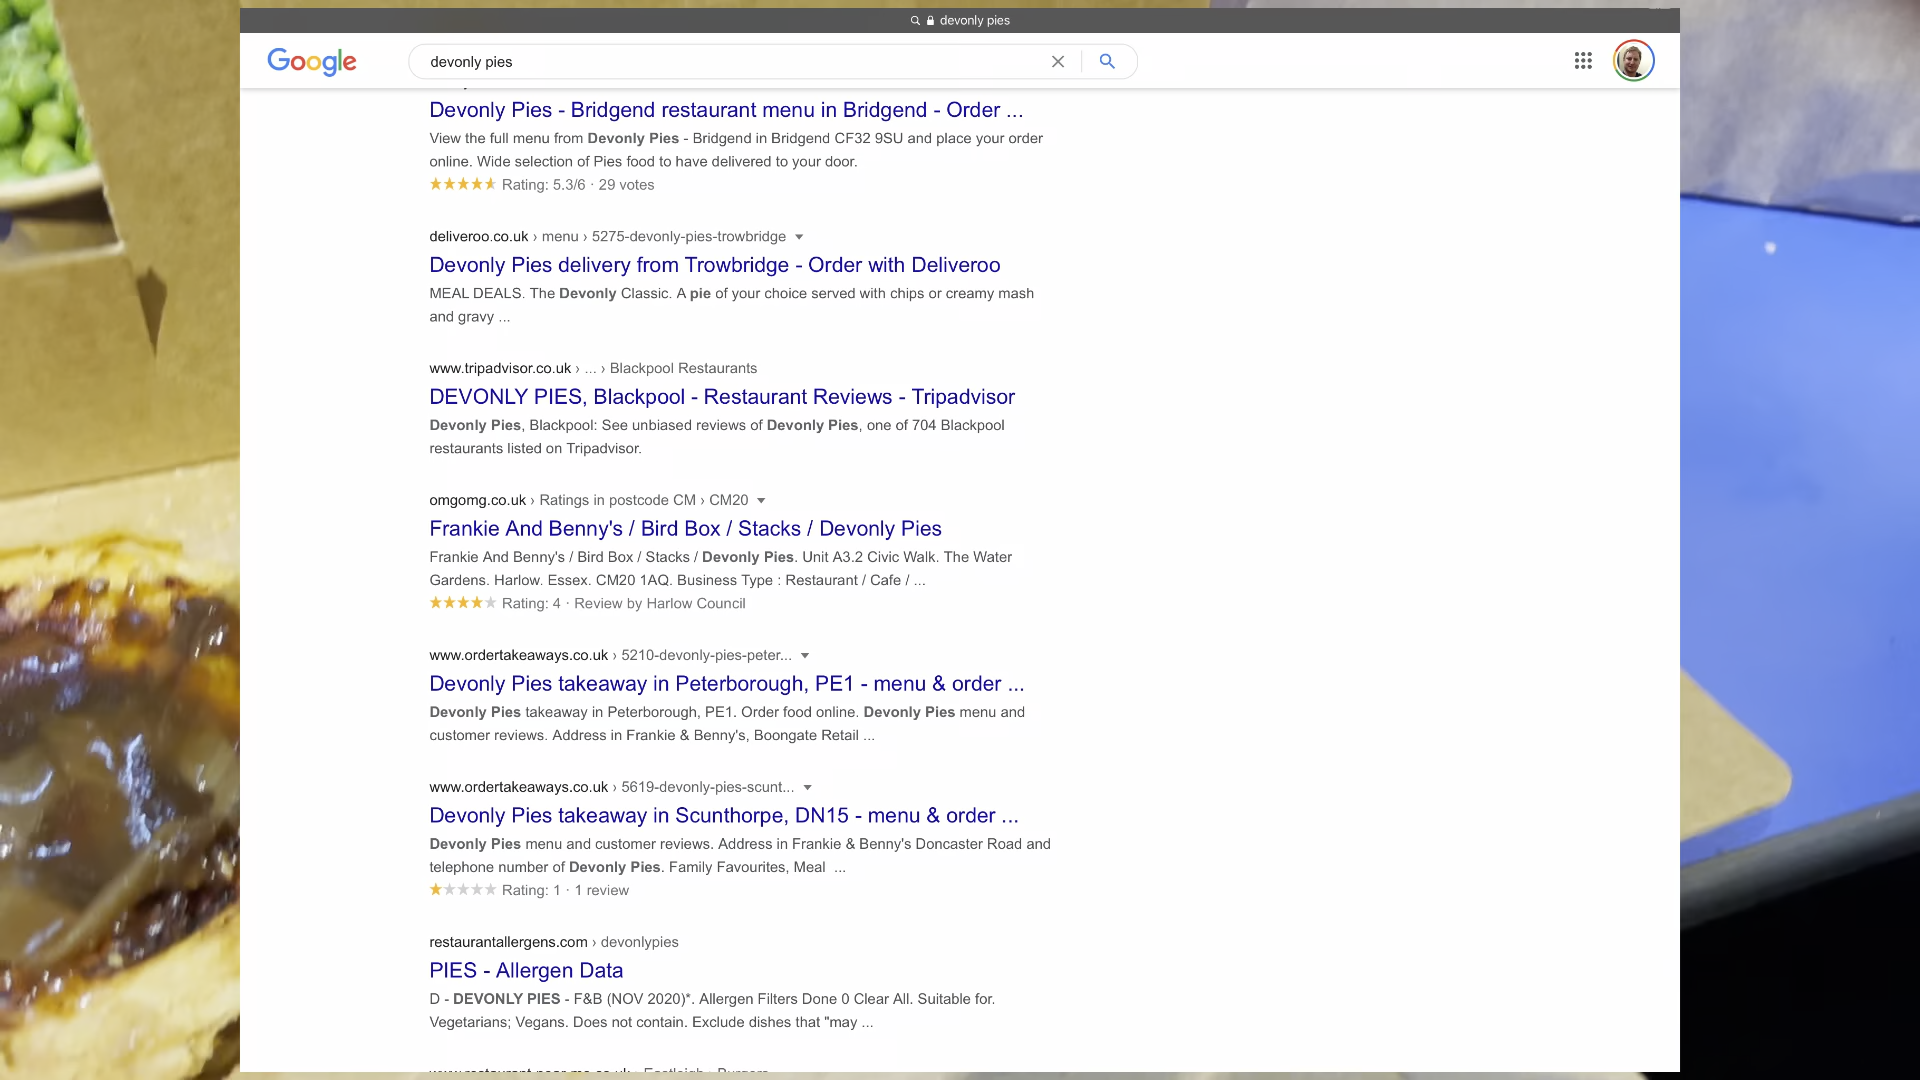 devonly pies
Google
devonly pies
Devonly Pies - Bridgend restaurant menu in Bridgend - Order ...
View the full menu from Devonly Pies - Bridgend in Bridgend CF32 9SU and place your order
online. Wide selection of Pies food to have delivered to your door.
Rating: 5.3/6 · 29 votes
deliveroo.co.uk › menu › 5275-devonly-pies-trowbridge
Devonly Pies delivery from Trowbridge - Order with Deliveroo
MEAL DEALS. The Devonly Classic. A pie of your choice served with chips or creamy mash
and gravy ...
www.tripadvisor.co.uk › ... › Blackpool Restaurants
DEVONLY PIES, Blackpool - Restaurant Reviews - Tripadvisor
Devonly Pies, Blackpool: See unbiased reviews of Devonly Pies, one of 704 Blackpool
restaurants listed on Tripadvisor.
omgomg.co.uk › Ratings in postcode CM › CM20
Frankie And Benny's / Bird Box / Stacks / Devonly Pies
Frankie And Benny's / Bird Box / Stacks / Devonly Pies. Unit A3.2 Civic Walk. The Water
Gardens. Harlow. Essex. CM20 1AQ. Business Type : Restaurant / Cafe / ...
Rating: 4 · Review by Harlow Council
www.ordertakeaways.co.uk › 5210-devonly-pies-peter...
Devonly Pies takeaway in Peterborough, PE1 - menu & order ...
Devonly Pies takeaway in Peterborough, PE1. Order food online. Devonly Pies menu and
customer reviews. Address in Frankie & Benny's, Boongate Retail ...
www.ordertakeaways.co.uk › 5619-devonly-pies-scunt...
Devonly Pies takeaway in Scunthorpe, DN15 - menu & order ...
Devonly Pies menu and customer reviews. Address in Frankie & Benny's Doncaster Road and
telephone number of Devonly Pies. Family Favourites, Meal ...
Rating: 1 · 1 review
restaurantallergens.com › devonlypies
PIES - Allergen Data
D - DEVONLY PIES - F&B (NOV 2020)*. Allergen Filters Done 0 Clear All. Suitable for.
Vegetarians; Vegans. Does not contain. Exclude dishes that "may ...